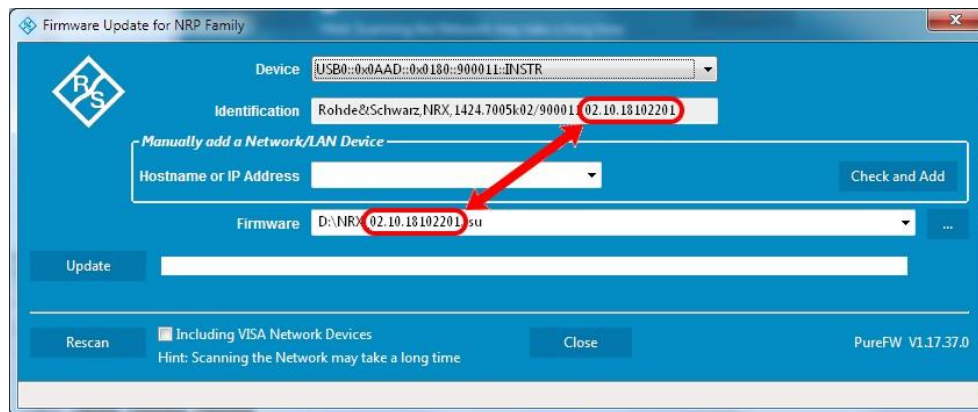 Firmware Update for NRP Family
R S
Device USB0::0x0AAD::0x0180::900011::INSTR
Identification Rohde&Schwarz,NRX,1424.7005k02/900011 02.10.18102201
Manually add a Network/LAN Device
Hostname or IP Address Check and Add
Firmware D:\NRX 02.10.18102201 su ...
Update
Rescan Including VISA Network Devices Close PureFW V1.17.37.0
Hint: Scanning the Network may take a long time